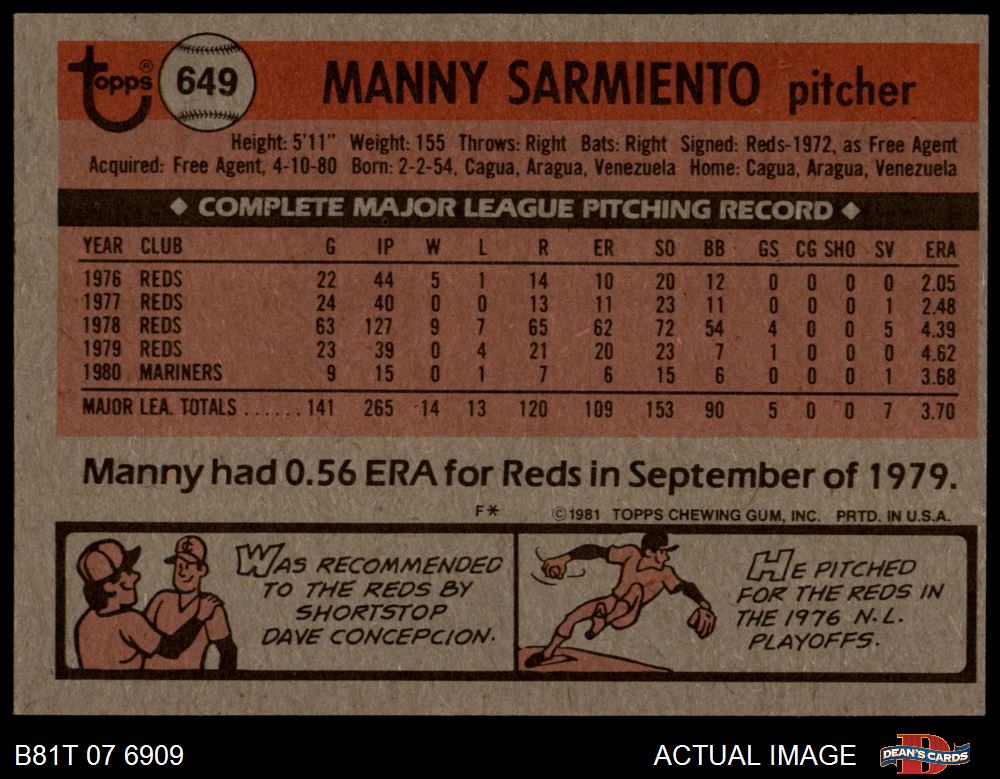 Topps® 649 MANNY SARMIENTO pitcher
Height: 5'11" Weight: 155 Throws: Right Bats: Right Signed: Reds-1972, as Free Agent
Acquired: Free Agent, 4-10-80 Born: 2-2-54, Cagua, Aragua, Venezuela Home: Cagua, Aragua, Venezuela
◆ COMPLETE MAJOR LEAGUE PITCHING RECORD ◆
YEAR CLUB G IP W L R ER SO BB GS CG SHO SV ERA
1976 REDS 22 44 5 1 14 10 20 12 0 0 0 0 2.05
1977 REDS 24 40 0 0 13 11 23 11 0 0 0 1 2.48
1978 REDS 63 127 9 7 65 62 72 54 4 0 0 5 4.39
1979 REDS 23 39 0 4 21 20 23 7 1 0 0 0 4.62
1980 MARINERS 9 15 0 1 7 6 15 6 0 0 0 1 3.68
MAJOR LEA. TOTALS ...... 141 265 14 13 120 109 153 90 5 0 0 7 3.70
Manny had 0.56 ERA for Reds in September of 1979.
F* ©1981 TOPPS CHEWING GUM, INC. PRTD. IN U.S.A.
C
WAS RECOMMENDED
TO THE REDS BY
SHORTSTOP
DAVE CONCEPCION.
HE PITCHED
FOR THE REDS IN
THE 1976 N.L.
PLAYOFFS.
B81T 07 6909 ACTUAL IMAGE D DEAN'S CARDS